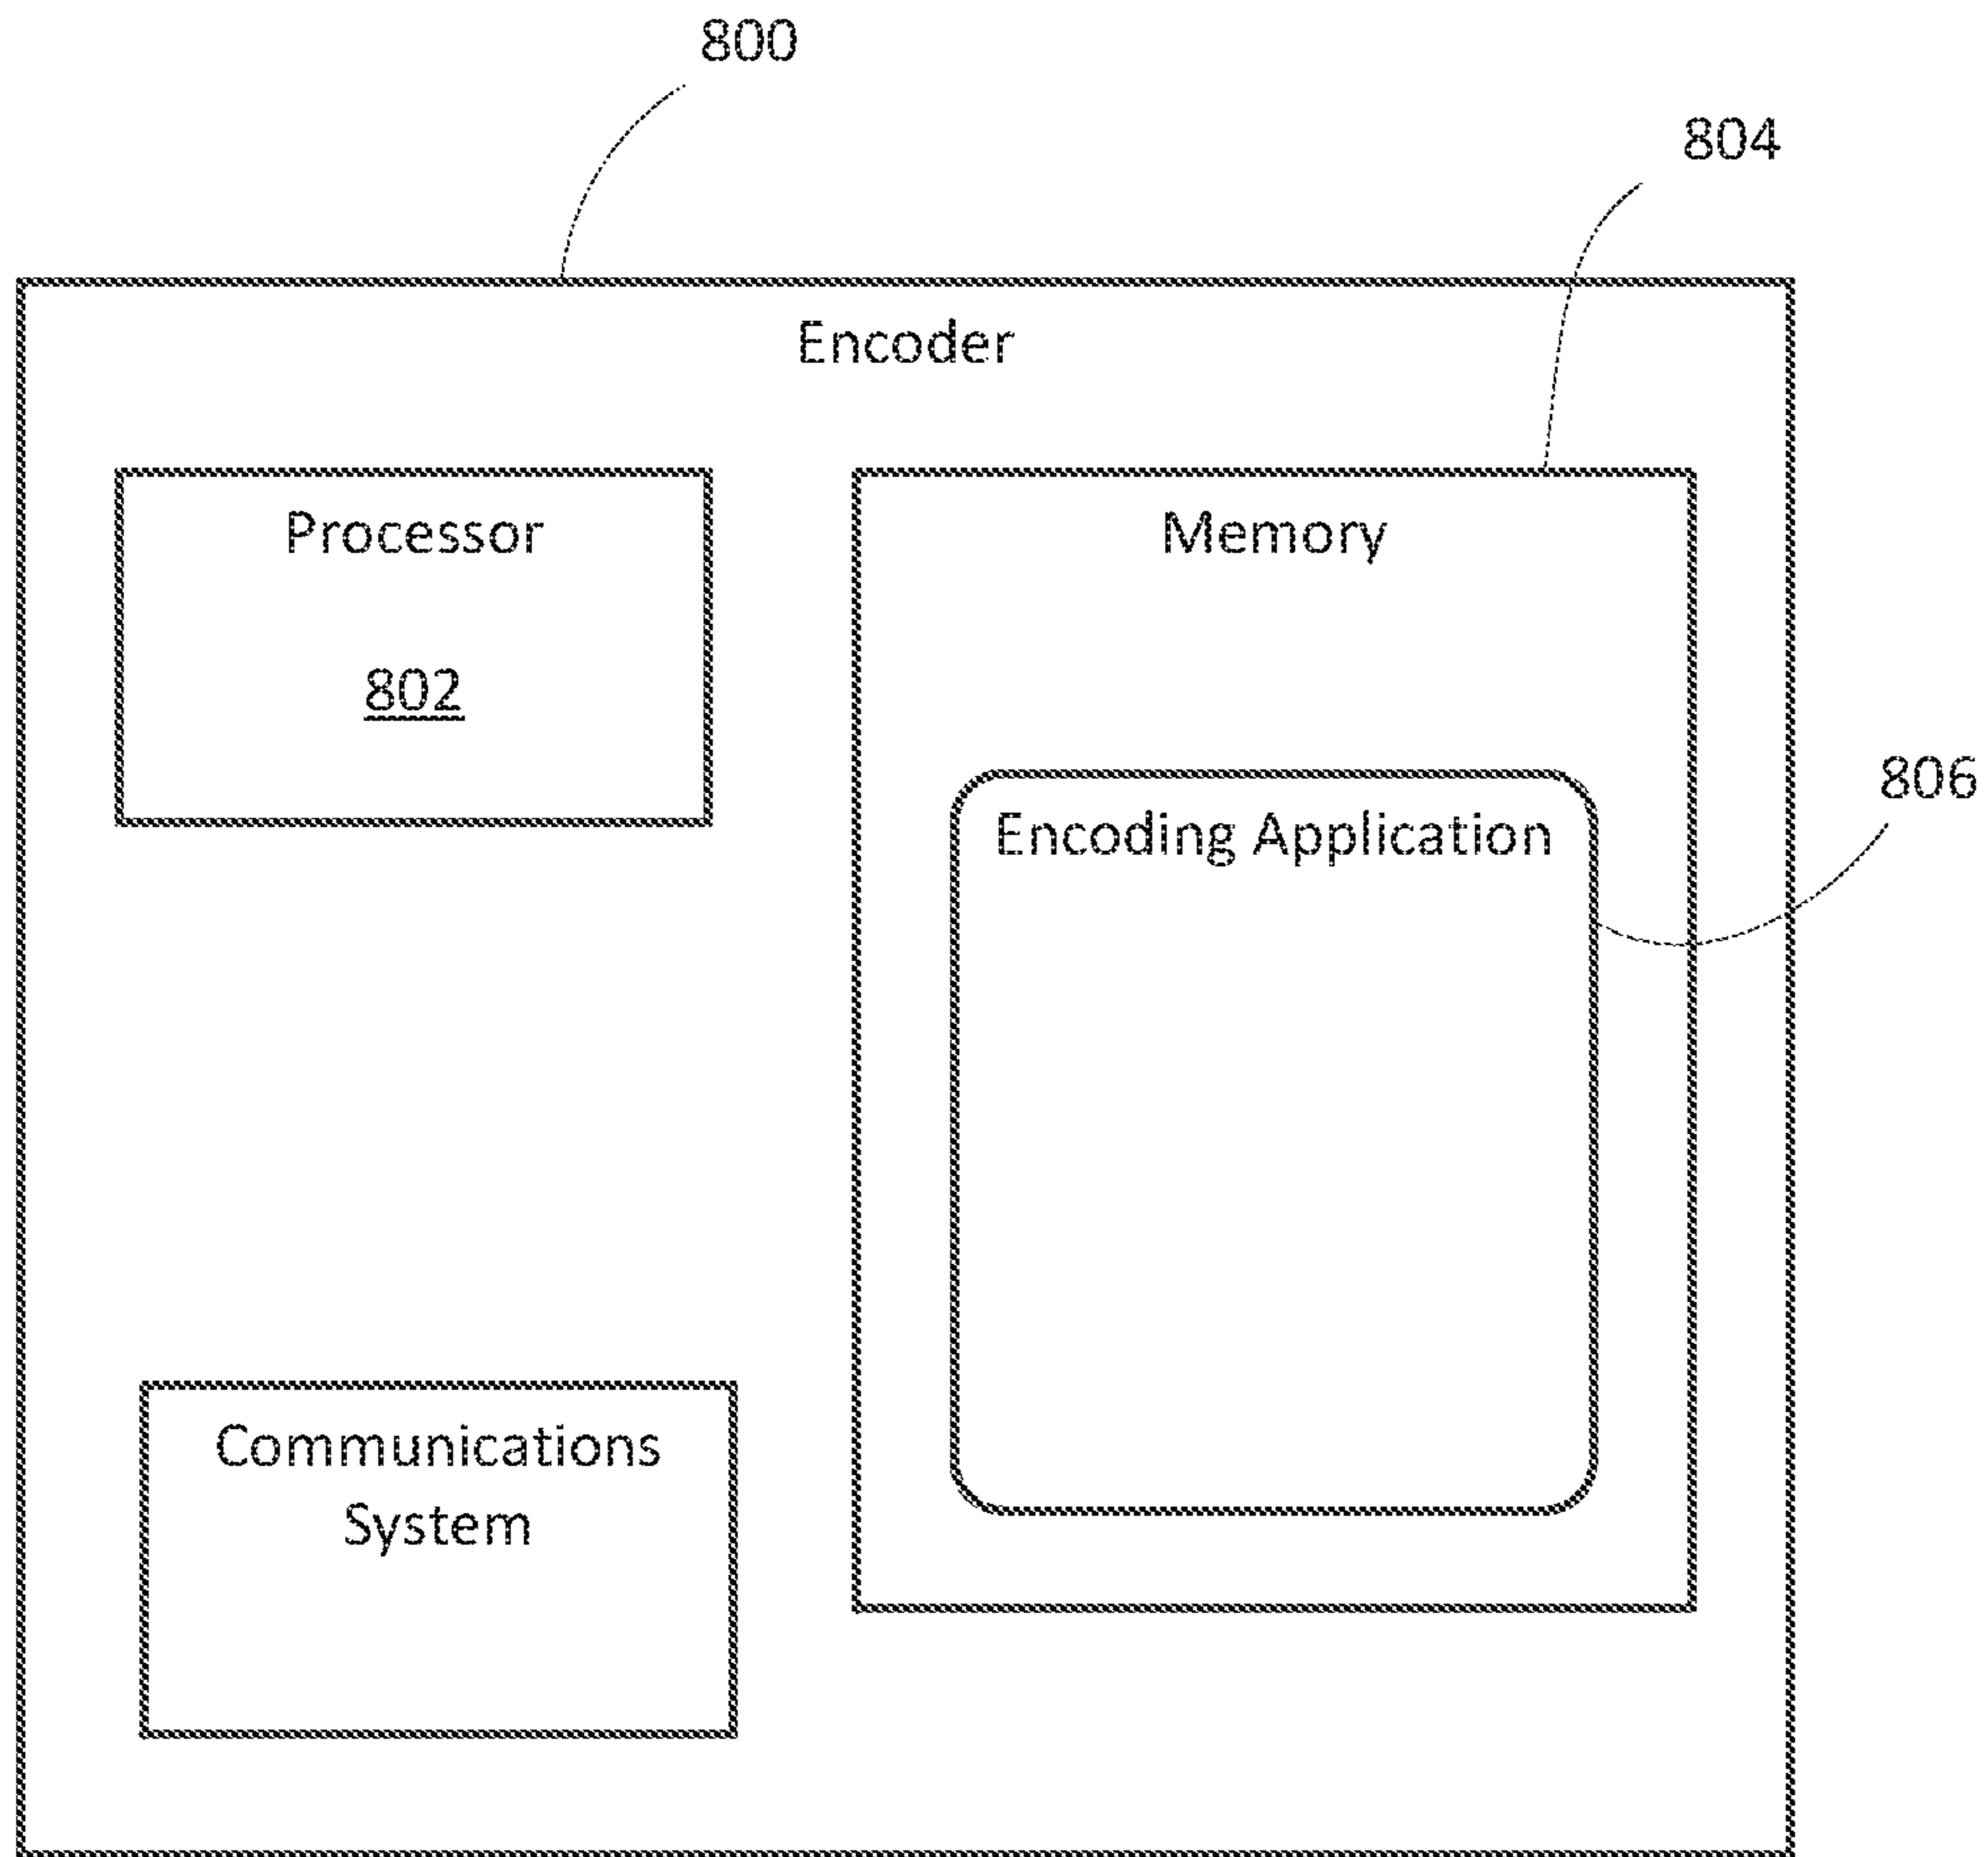 800
804
Encoder
Processor
802
Memory
806
Encoding Application
Communications
System